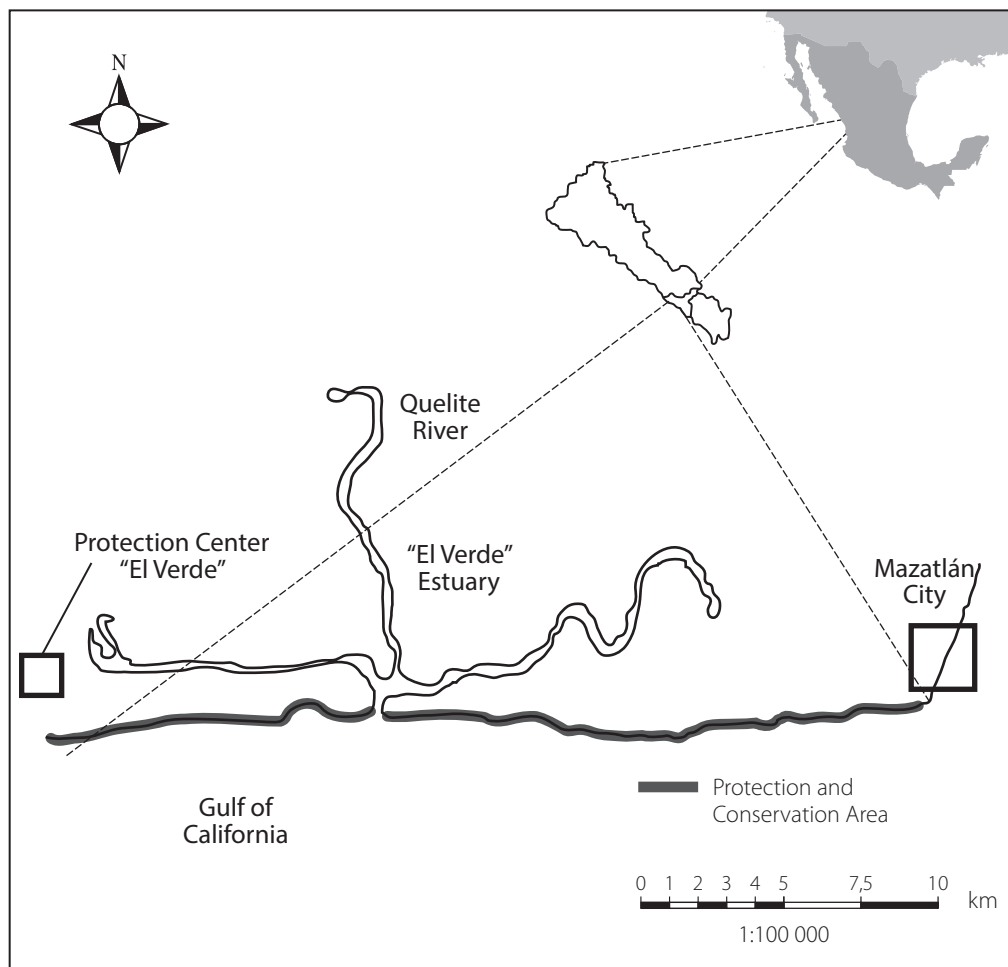 N
Quelite
River
Protection Center
“El Verde”
“El Verde”
Estuary
Mazatlán
City
Gulf of
California
Protection and
Conservation Area
0 1 2 3 4 5 7,5 10 km
1:100 000